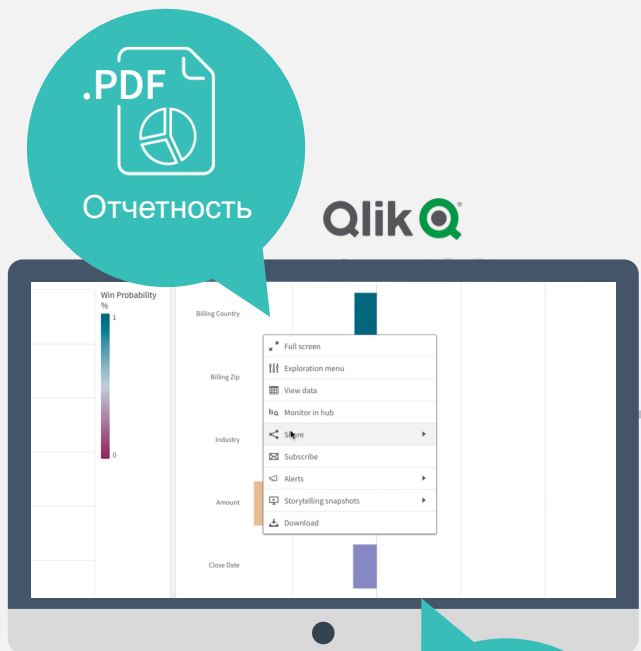 .PDF
Отчетность
Qlik
Win Probability
%
1
0
Billing Country
Billing Zip
Industry
Amount
Close Date
Full screen
Exploration menu
View data
Monitor in hub
Share
Subscribe
Alerts
Storytelling snapshots
Download